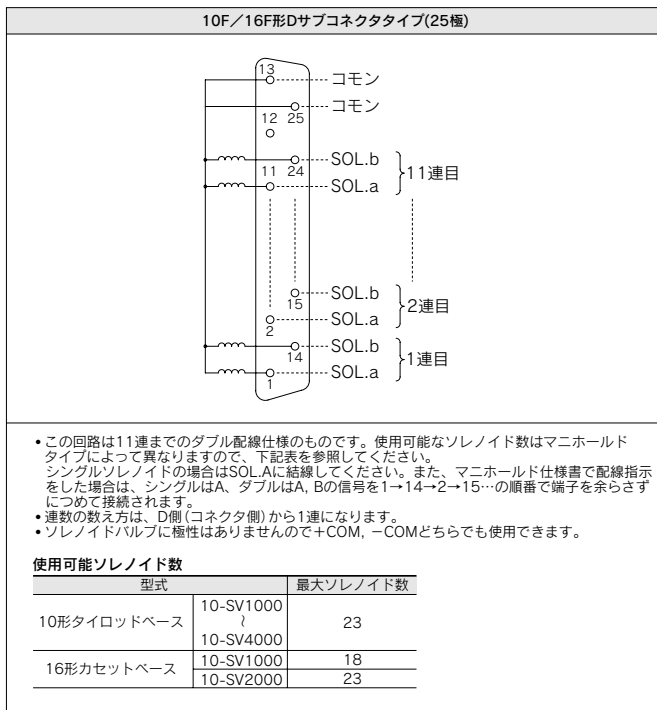 10F／16F形Dサブコネクタタイプ(25極)
13
コモン
コモン
12 25
SOL.b
11 24
11連目
SOL.a
SOL.b
15
2連目
SOL.a
2
SOL.b
14
1連目
SOL.a
1
•この回路は11連までのダブル配線仕様のものです。使用可能なソレノイド数はマニホールド
タイプによって異なりますので、下記表を参照してください。
シングルソレノイドの場合はSOL.Aに結線してください。また、マニホールド仕様書で配線指示
をした場合は、シングルはA、ダブルはA, Bの信号を1→14→2→15…の順番で端子を余らさず
につめて接続されます。
•連数の数え方は、D側(コネクタ側)から1連になります。
•ソレノイドバルブに極性はありませんので＋COM, −COMどちらでも使用できます。
使用可能ソレノイド数
型式 最大ソレノイド数
10形タイロッドベース 10-SV1000 〜 10-SV4000 23
16形カセットベース 10-SV1000 18
10-SV2000 23